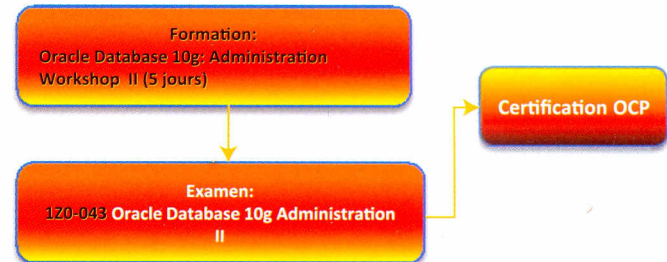 Formation:
Oracle Database 10g: Administration
Workshop II (5 jours)
Certification OCP
Examen:
1Z0-043 Oracle Database 10g Administration
II